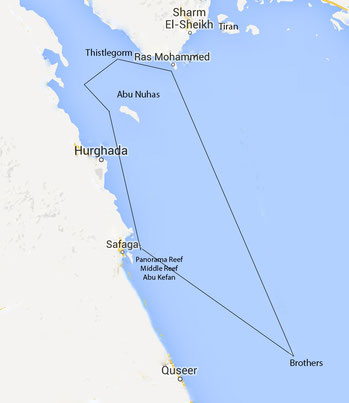 Sharm
El-Sheikh
Tiran
Thistlegorm
Ras Mohammed
Abu Nuhas
Hurghada
Safaga
Panorama Reef
Middle Reef
Abu Kefan
Brothers
Quseer